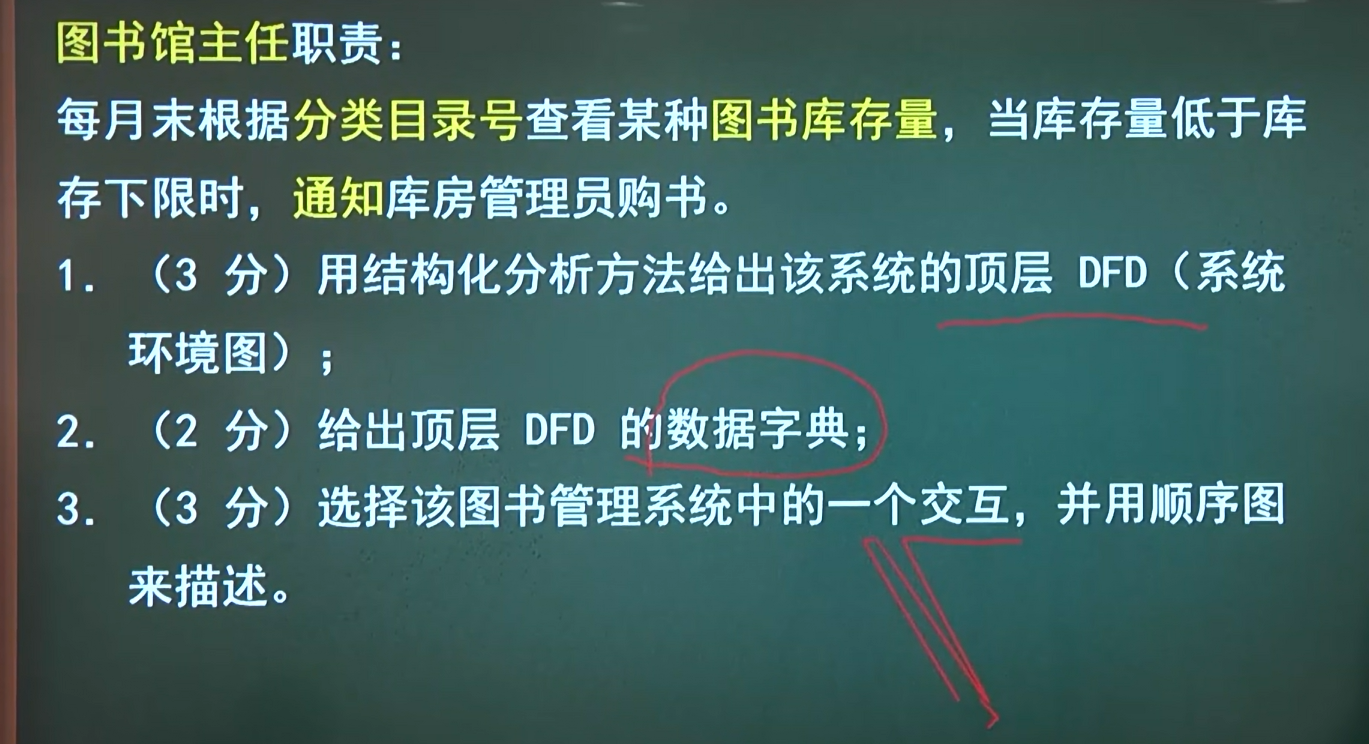 图书馆主任职责：
每月末根据分类目录号查看某种图书库存量，当库存量低于库
存下限时，通知库房管理员购书。
1. （3 分）用结构化分析方法给出该系统的顶层 DFD（系统
环境图）；
2. （2 分）给出顶层 DFD 的数据字典；
3. （3 分）选择该图书管理系统中的一个交互，并用顺序图
来描述。